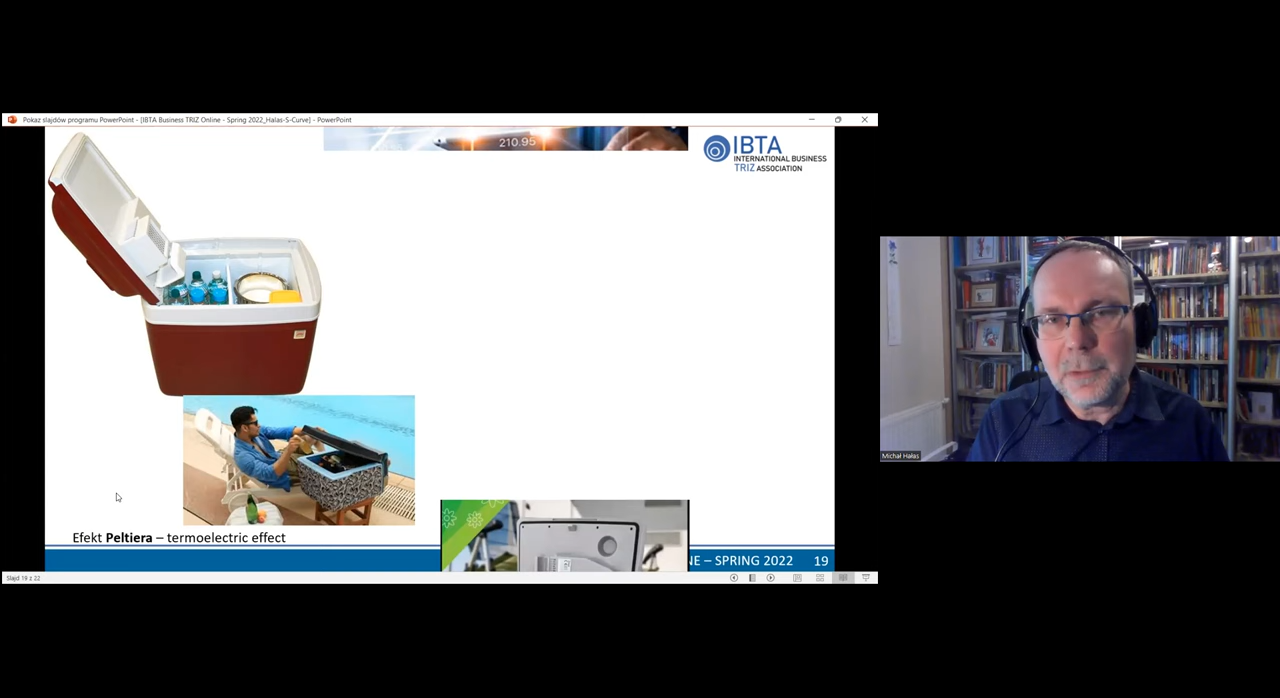 Pokaz slajdów programu PowerPoint - [IBTA Business TRIZ Online - Spring 2022_Halas-S-Curve] - PowerPoint
210.95
IBTA
INTERNATIONAL BUSINESS
TRIZ ASSOCIATION
Michał Hałas
Efekt Peltiera – termoelectric effect
NE – SPRING 2022 19
Slajd 19 z 22